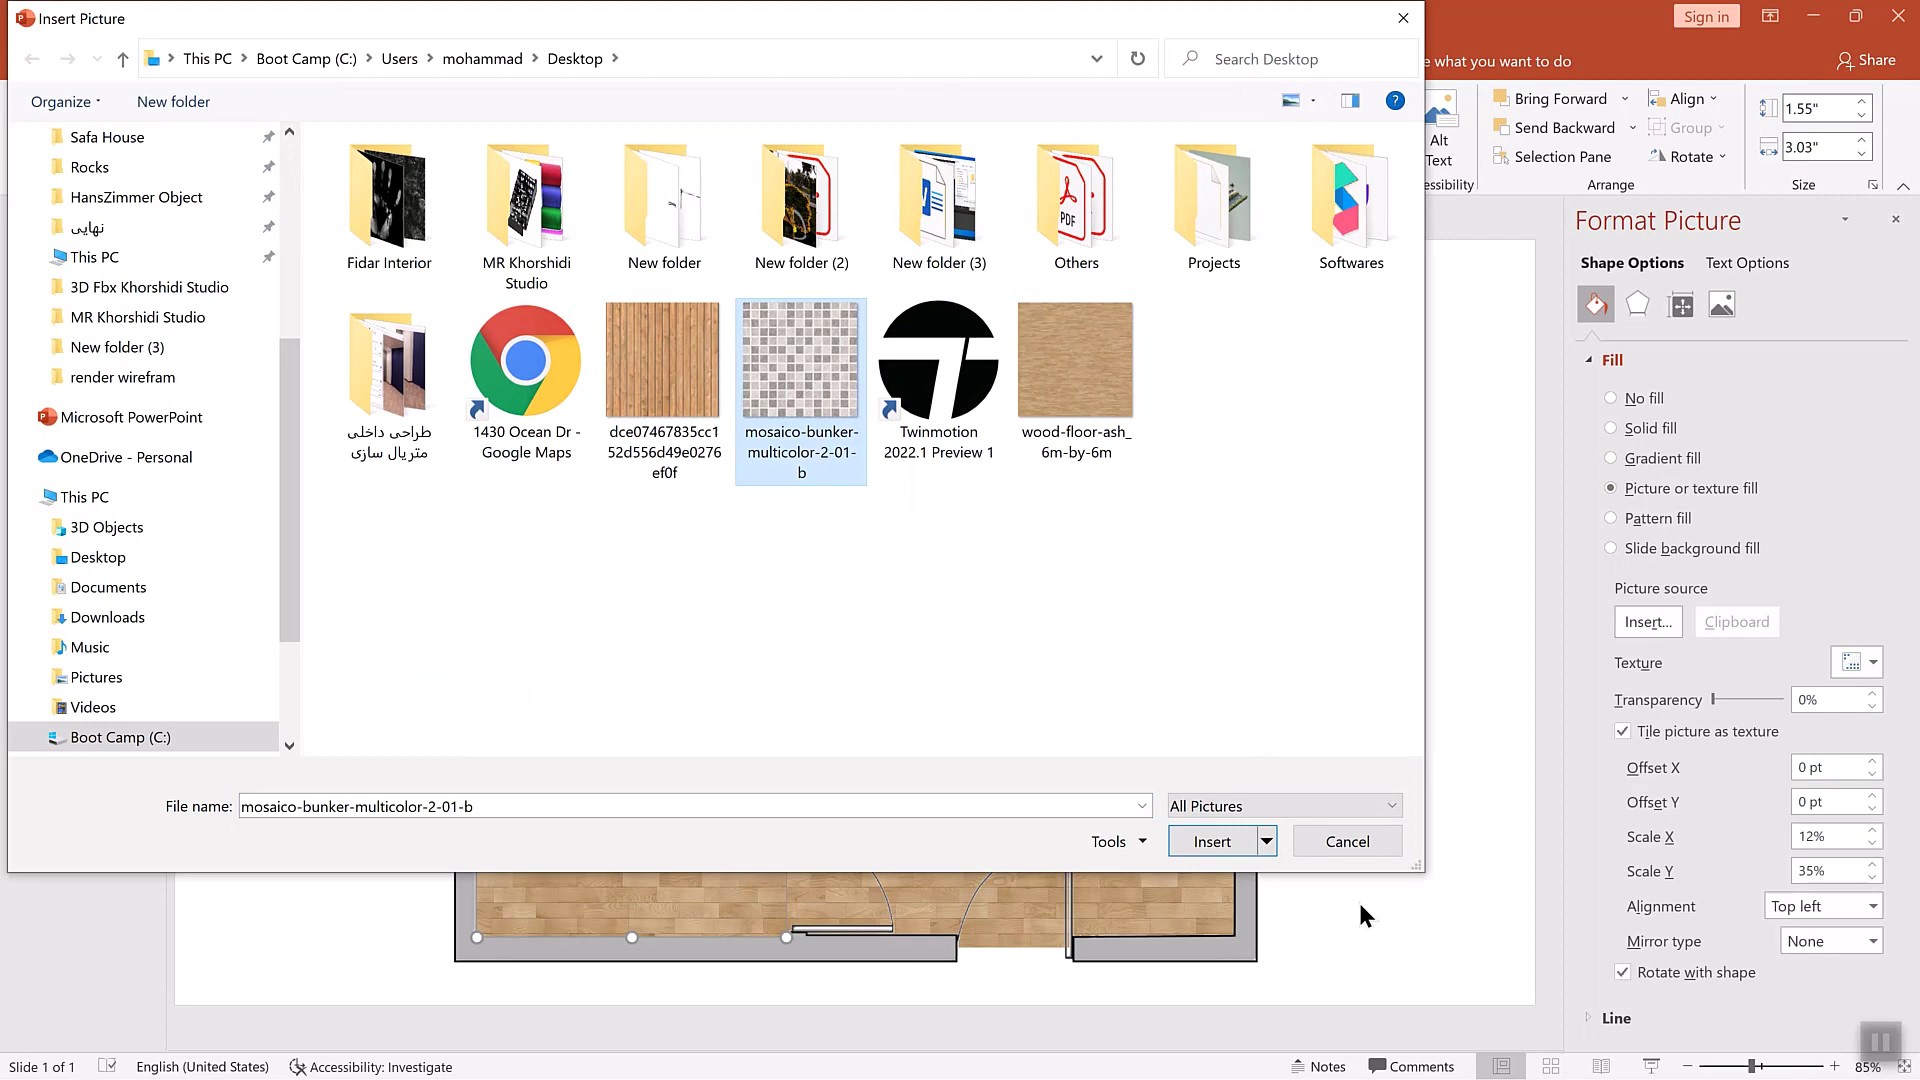 Insert Picture
This PC
Boot Camp (C:)
Users
mohammad
Desktop
Search Desktop
Organize
New folder
Safa House
Rocks
HansZimmer Object
نهایی
This PC
3D Fbx Khorshidi Studio
MR Khorshidi Studio
New folder (3)
render wirefram
Microsoft PowerPoint
OneDrive - Personal
This PC
3D Objects
Desktop
Documents
Downloads
Music
Pictures
Videos
Boot Camp (C:)
Fidar Interior
MR Khorshidi
Studio
New folder
New folder (2)
New folder (3)
PDF
Others
Projects
Softwares
طراحی داخلی
متریال سازی
1430 Ocean Dr -
Google Maps
dce07467835cc1
52d556d49e0276
ef0f
mosaico-bunker-
multicolor-2-01-
b
Twinmotion
2022.1 Preview 1
wood-floor-ash_
6m-by-6m
File name:
mosaico-bunker-multicolor-2-01-b
All Pictures
Tools
Insert
Cancel
Sign in
e what you want to do
Share
Alt
Text
essibility
Bring Forward
Send Backward
Selection Pane
Align
Group
Rotate
Arrange
1.55"
3.03"
Size
Format Picture
Shape Options
Text Options
Fill
No fill
Solid fill
Gradient fill
Picture or texture fill
Pattern fill
Slide background fill
Picture source
Insert...
Clipboard
Texture
Transparency
0%
Tile picture as texture
Offset X
0 pt
Offset Y
0 pt
Scale X
12%
Scale Y
35%
Alignment
Top left
Mirror type
None
Rotate with shape
Line
Slide 1 of 1
English (United States)
Accessibility: Investigate
Notes
Comments
85%